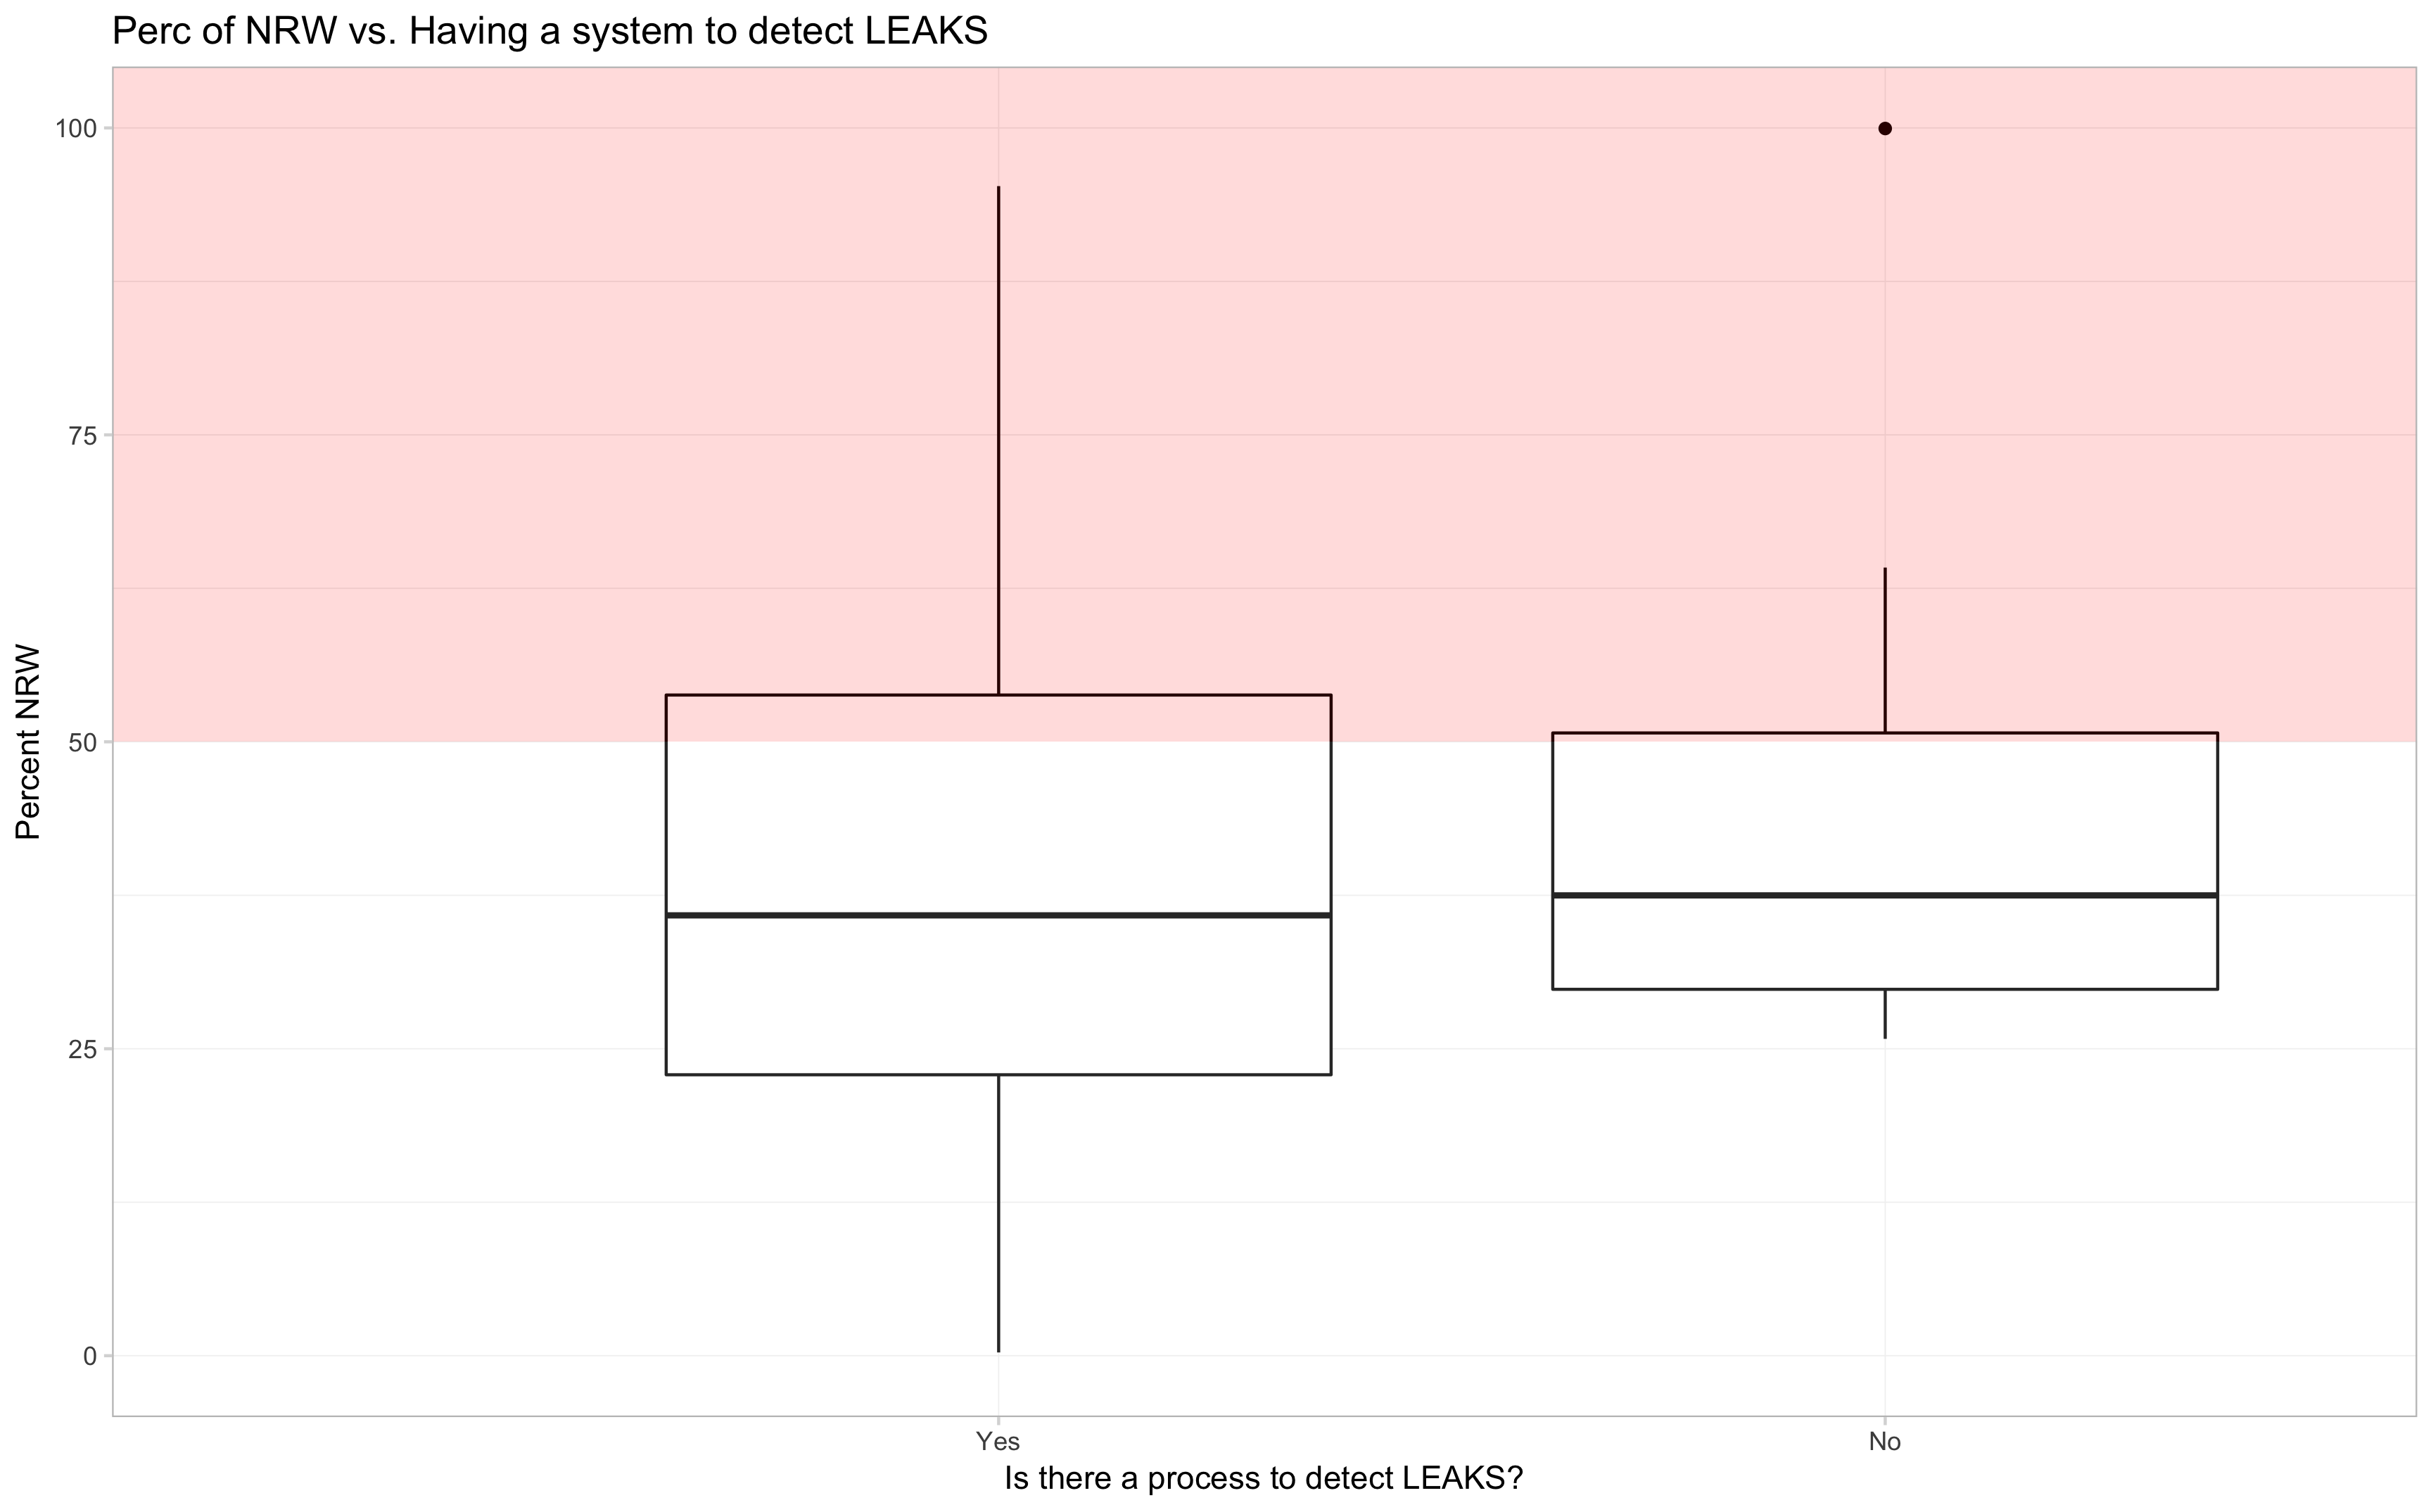 Perc of NRW vs. Having a system to detect LEAKS
100
75
50
25
0
Percent NRW
Yes
No
Is there a process to detect LEAKS?